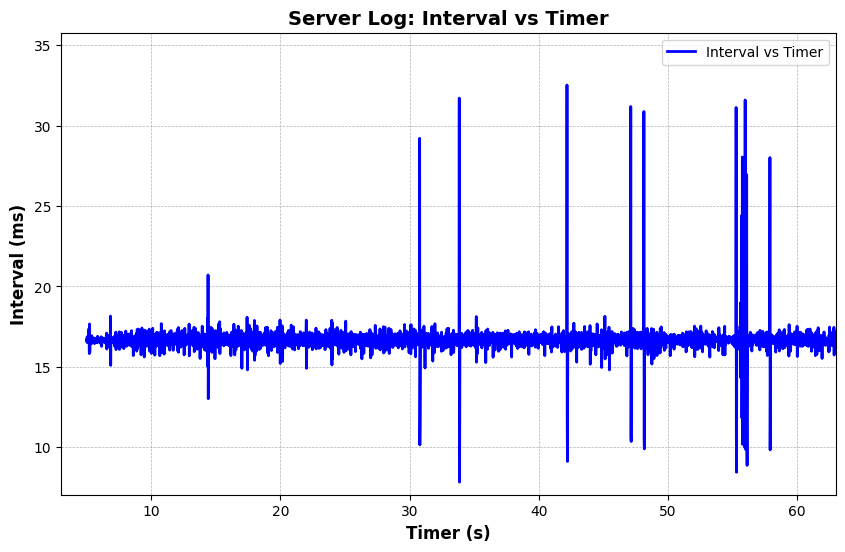 Server Log: Interval vs Timer
Interval vs Timer
35
30
25
20
15
10
Interval (ms)
10 20 30 40 50 60
Timer (s)